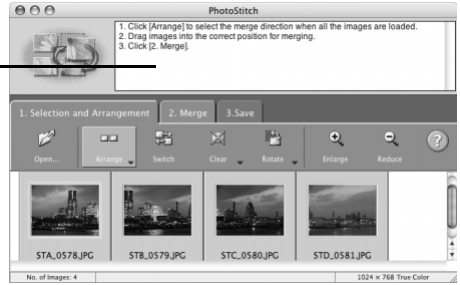 PhotoStitch
1. Click [Arrange] to select the merge direction when all the images are loaded.
2. Drag images into the correct position for merging.
3. Click [2. Merge].
1. Selection and Arrangement 2. Merge 3.Save
Open... Arrange Switch Clear Rotate Enlarge Reduce ?
STA_0578.JPG STB_0579.JPG STC_0580.JPG STD_0581.JPG
No. of Images: 4 1024 × 768 True Color